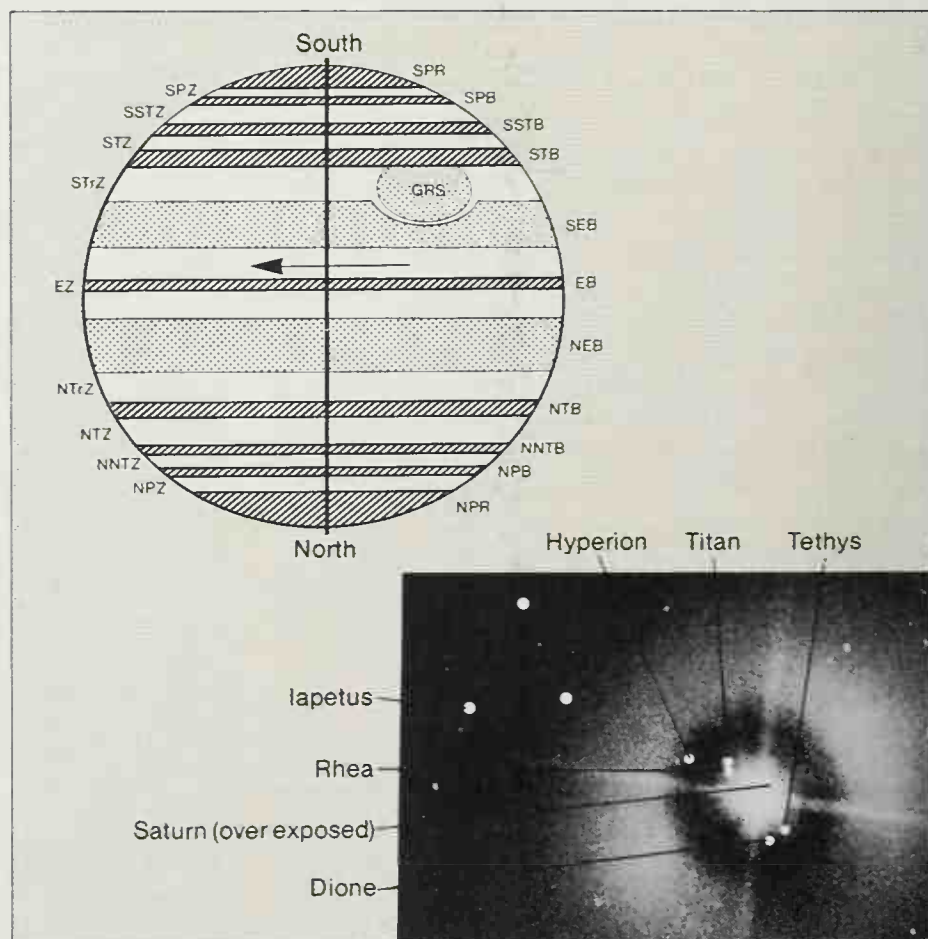 South
SPR
SPZ
SPB
SSTZ
SSTB
STZ
STB
STrZ
GRS
SEB
EZ
EB
NEB
NTrZ
NTB
NTZ
NNTB
NNTZ
NPB
NPZ
NPR
North
Hyperion Titan Tethys
Iapetus
Rhea
Saturn (over exposed)
Dione